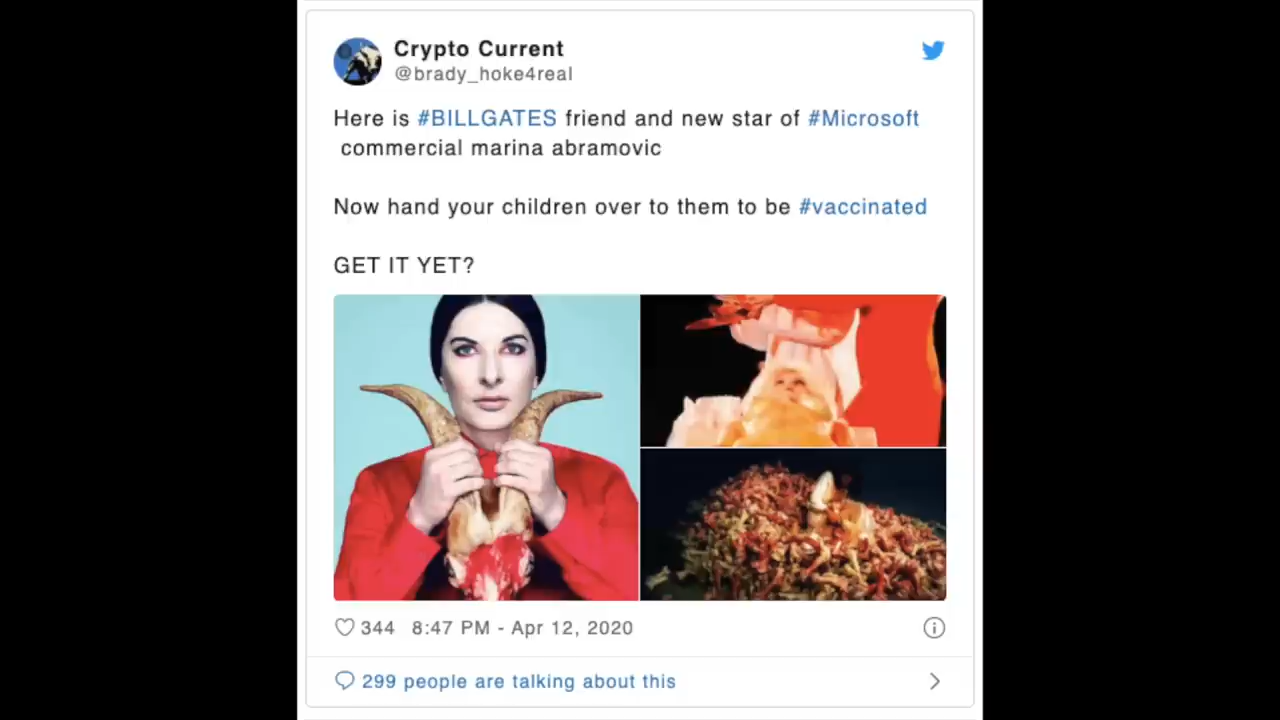 Crypto Current
@brady_hoke4real
Here is #BILLGATES friend and new star of #Microsoft
commercial marina abramovic
Now hand your children over to them to be #vaccinated
GET IT YET?
344 8:47 PM - Apr 12, 2020
299 people are talking about this